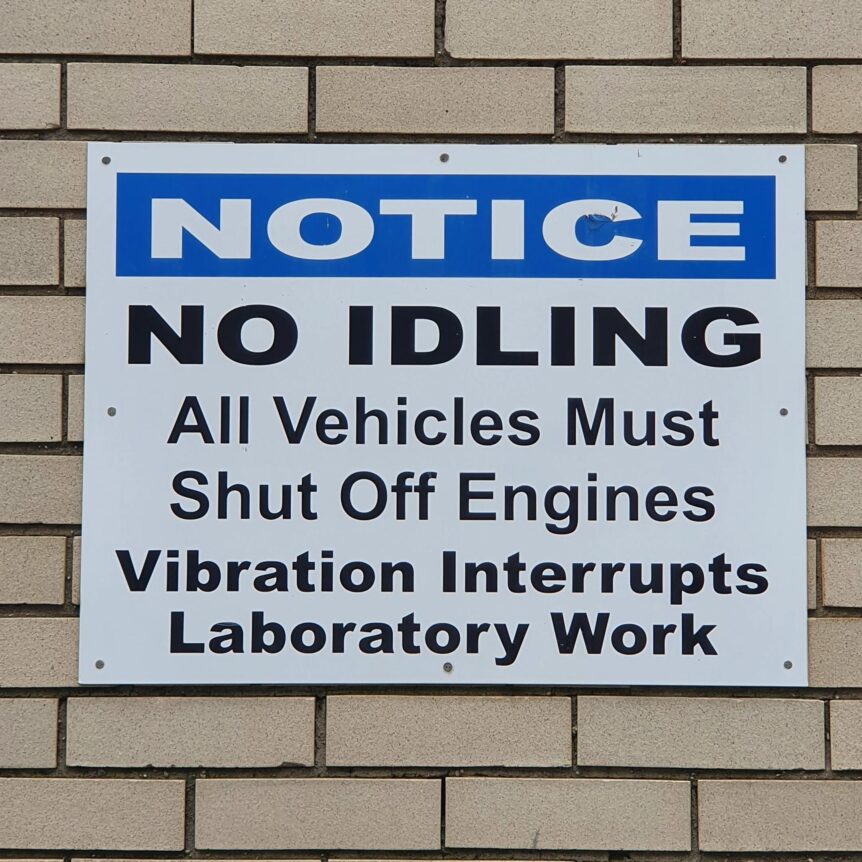 NOTICE
NO IDLING
All Vehicles Must
Shut Off Engines
Vibration Interrupts
Laboratory Work